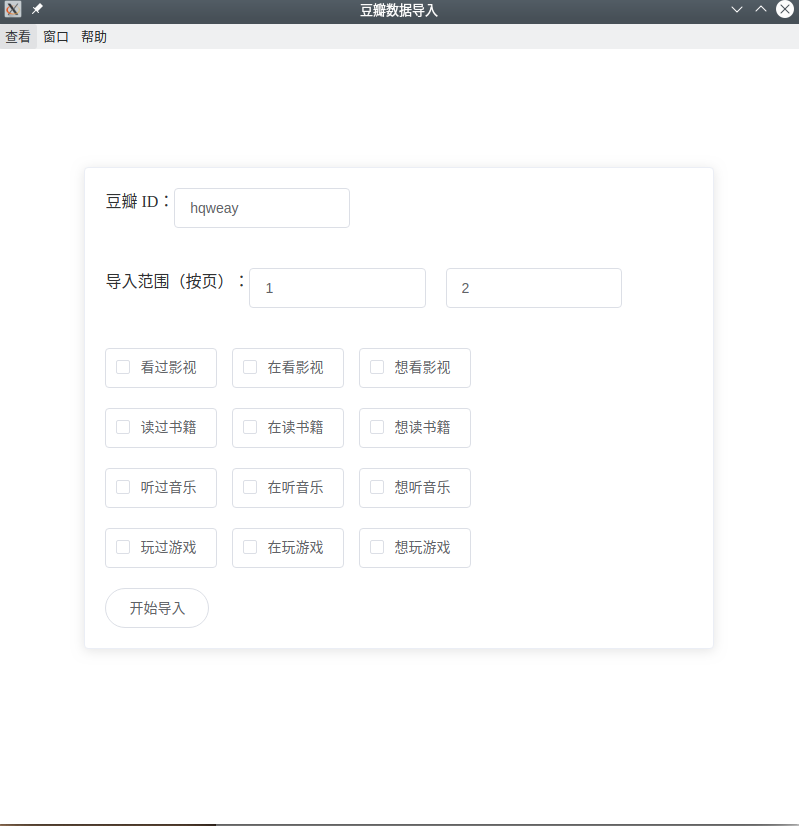 豆瓣数据导入
查看 窗口 帮助
豆瓣 ID： hqweay
导入范围（按页）： 1 2
看过影视 在看影视 想看影视
读过书籍 在读书籍 想读书籍
听过音乐 在听音乐 想听音乐
玩过游戏 在玩游戏 想玩游戏
开始导入